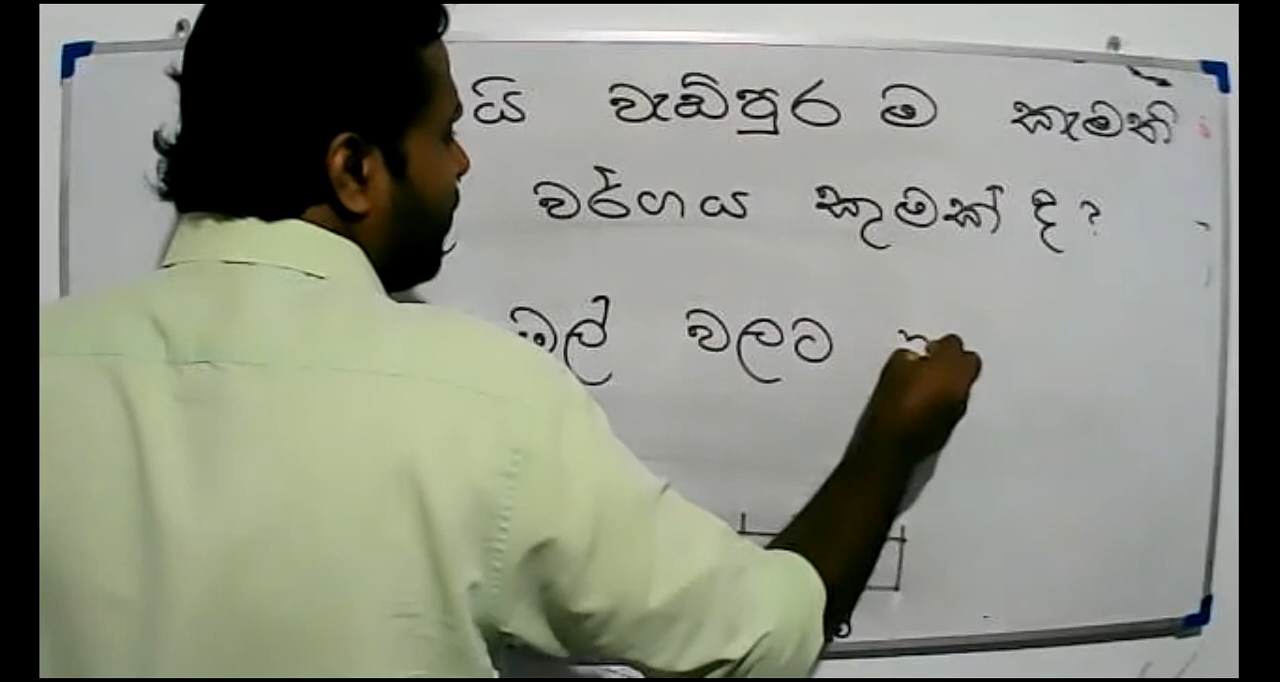 යි වැඩිපුර ම කැමති
වර්ගය කුමක් ද?
මල් වලට